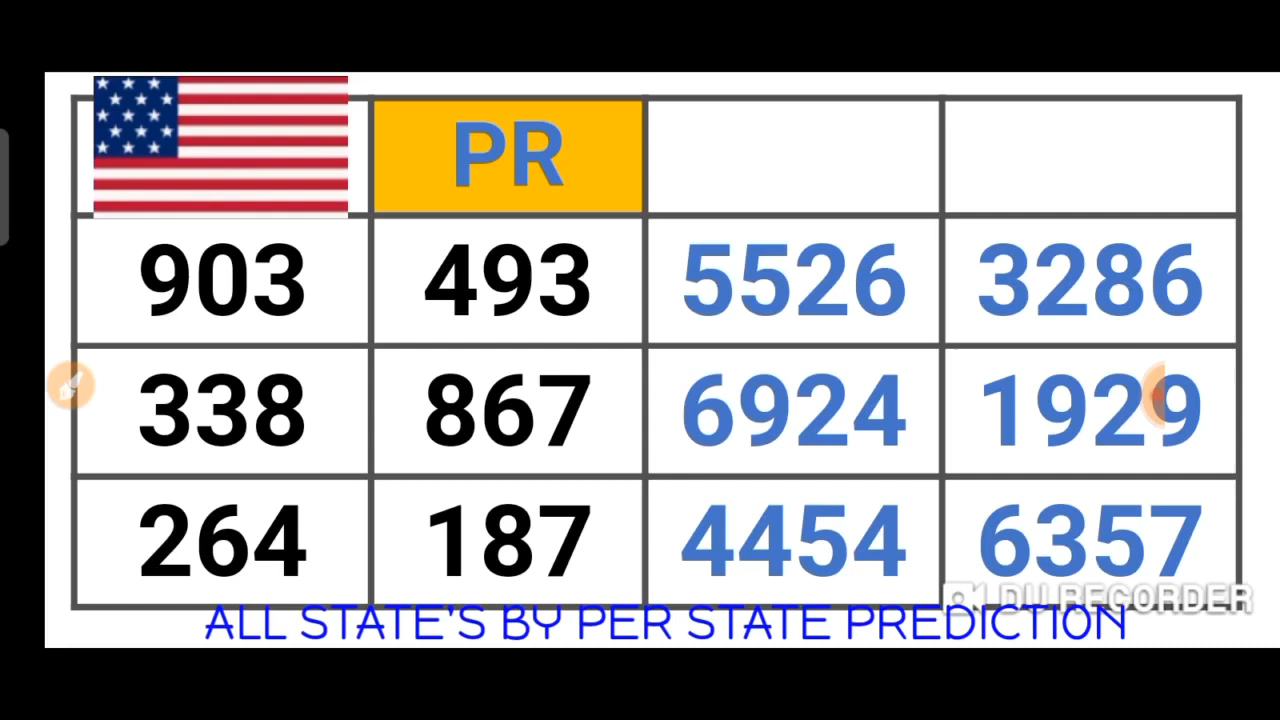 PR
903 493 5526 3286
338 867 6924 1929
264 187 4454 6357
DU RECORDER
ALL STATE'S BY PER STATE PREDICTION